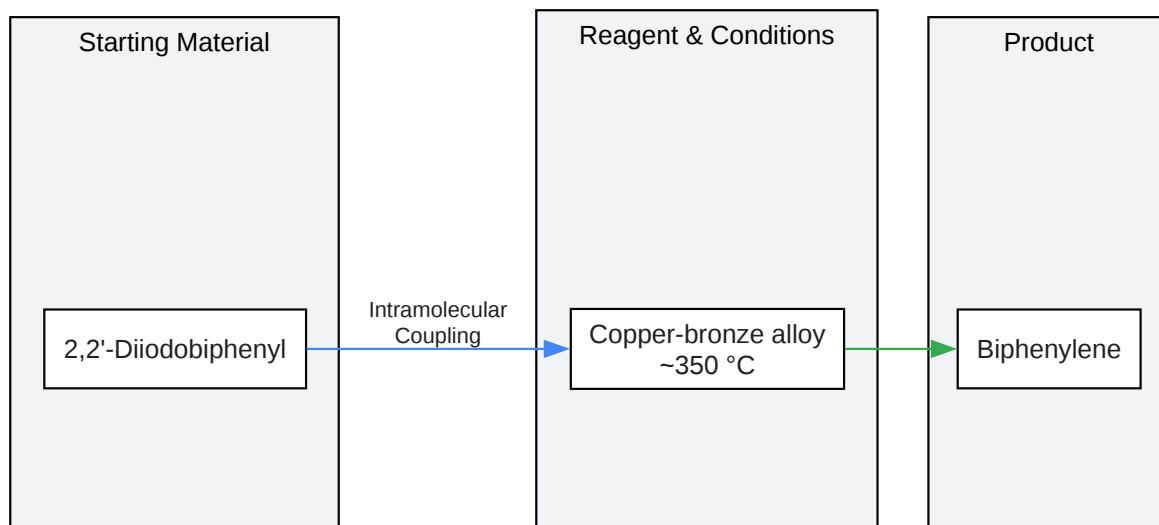 Starting Material
Reagent & Conditions
Product
2,2'-Diiodobiphenyl
Intramolecular
Coupling
Copper-bronze alloy
~350 °C
Biphenylene